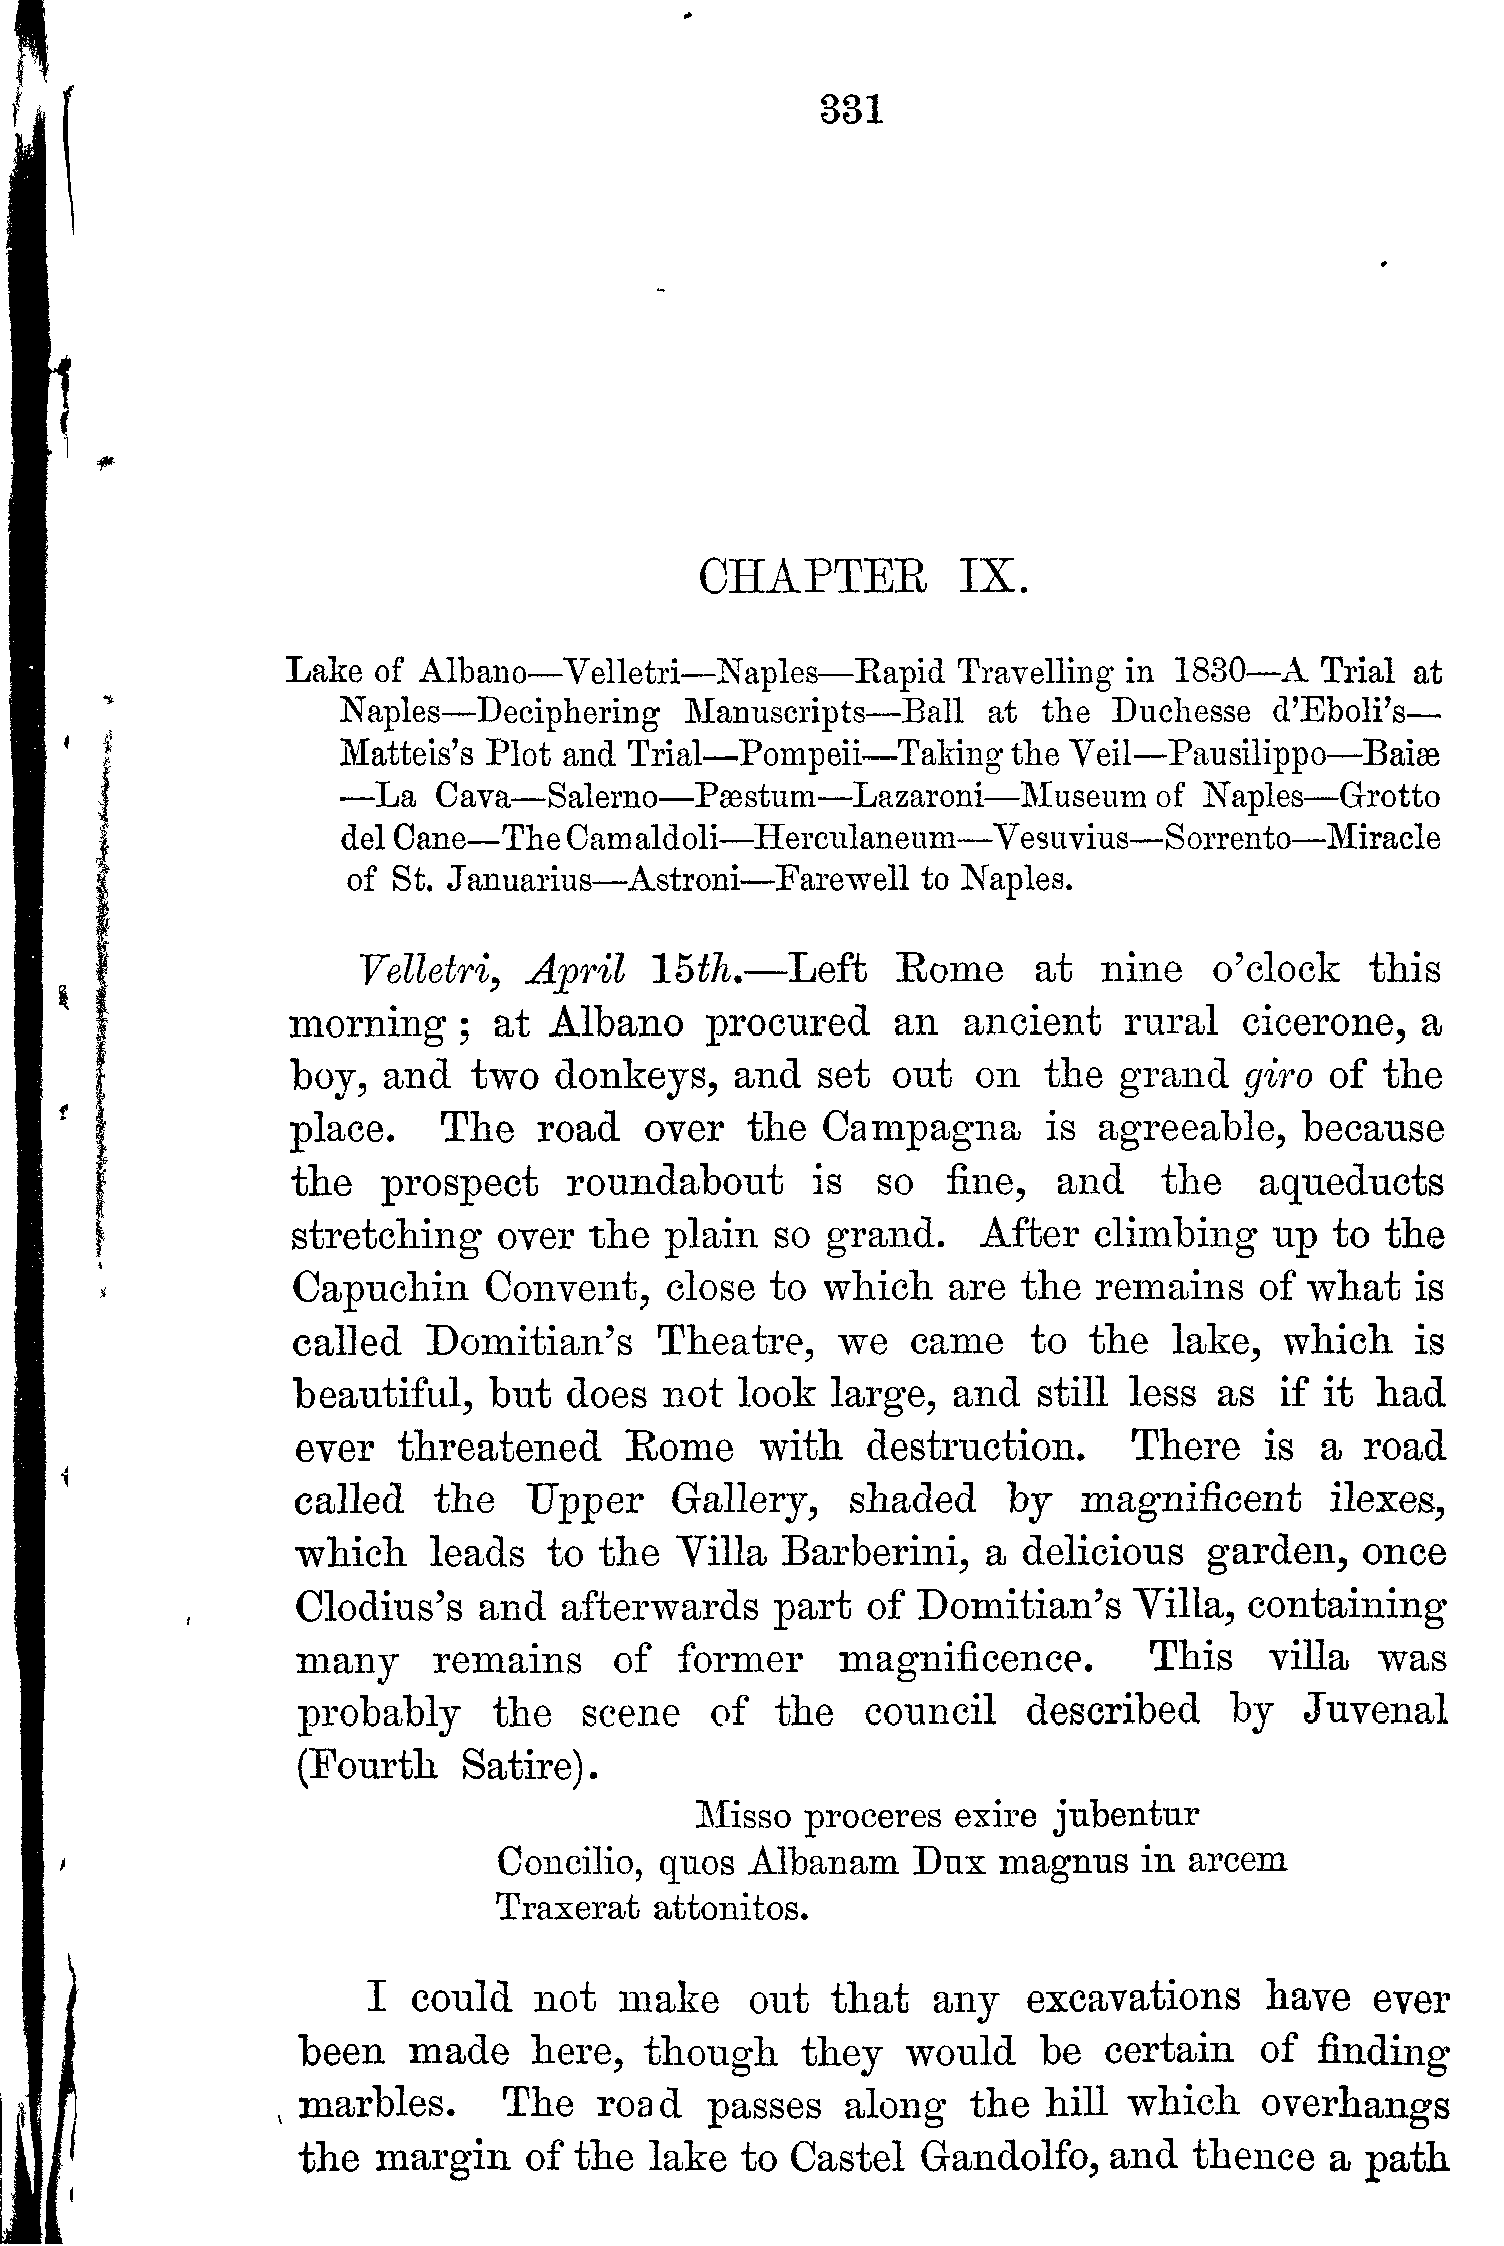 331
CHAPTER IX.
Lake of Albano—Velletri—Naples—Rapid Travelling in 1830—A Trial at
Naples—Deciphering Manuscripts—Ball at the Duchesse d'Eboli's—
Matteis's Plot and Trial—Pompeii—Taking the Veil—Pausilippo—Baiæ
—La Cava—Salerno—Pæstum—Lazaroni—Museum of Naples—Grotto
del Cane—The Camaldoli—Herculaneum—Vesuvius—Sorrento—Miracle
of St. Januarius—Astroni—Farewell to Naples.
Velletri, April 15th.—Left Rome at nine o'clock this
morning; at Albano procured an ancient rural cicerone, a
boy, and two donkeys, and set out on the grand giro of the
place. The road over the Campagna is agreeable, because
the prospect roundabout is so fine, and the aqueducts
stretching over the plain so grand. After climbing up to the
Capuchin Convent, close to which are the remains of what is
called Domitian's Theatre, we came to the lake, which is
beautiful, but does not look large, and still less as if it had
ever threatened Rome with destruction. There is a road
called the Upper Gallery, shaded by magnificent ilexes,
which leads to the Villa Barberini, a delicious garden, once
Clodius's and afterwards part of Domitian's Villa, containing
many remains of former magnificence. This villa was
probably the scene of the council described by Juvenal
(Fourth Satire).
Misso proceres exire jubentur
Concilio, quos Albanam Dux magnus in arcem
Traxerat attonitos.
I could not make out that any excavations have ever
been made here, though they would be certain of finding
marbles. The road passes along the hill which overhangs
the margin of the lake to Castel Gandolfo, and thence a path